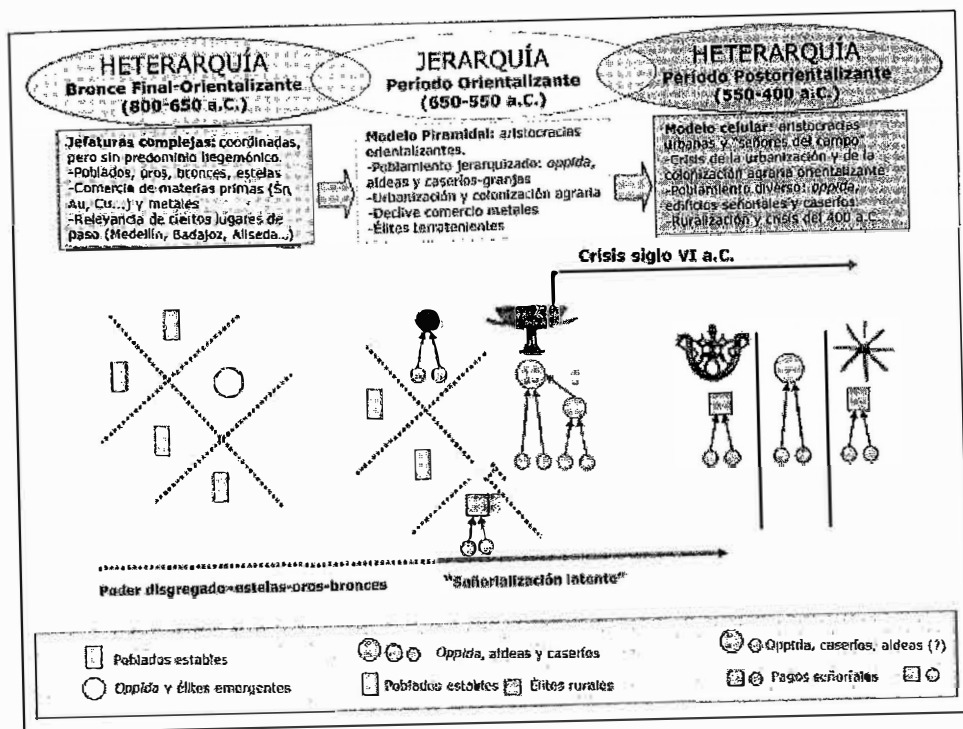 HETERARQUÍA
Bronce Final-Orientalizante
(800-650 a.C.)
JERARQUÍA
Período Orientalizante
(650-550 a.C.)
HETERARQUÍA
Período Postorientalizante
(550-400 a.C.)
Jefaturas complejas: coordinadas,
pero sin predominio hegemónico.
-Poblados, oros, bronces, estelas
-Comercio de materias primas (Sn,
Au, Cu...) y metales
-Relevancia de ciertos lugares de
paso (Medellín, Badajoz, Aliseda...)
Modelo Piramidal: aristocracias
orientalizantes.
-Poblamiento jerarquizado: oppida,
aldeas y caseríos-granjas
-Urbanización y colonización agraria
-Declive comercio metales
-Élites terratenientes
Modelo celular: aristocracias
urbanas y "señores del campo"
-Crisis de la urbanización y de la
colonización agraria orientalizante
-Poblamiento diverso: oppida,
edificios señoriales y caseríos.
-Ruralización y crisis del 400 a.C.
Crisis siglo VI a.C.
Poder disgregado-estelas-oros-bronces
"Señorialización latente"
Poblados estables
Oppida y Élites emergentes
Oppida, aldeas y caseríos
Poblados estables
Élites rurales
Oppida, caseríos, aldeas (?)
Pagos señoriales